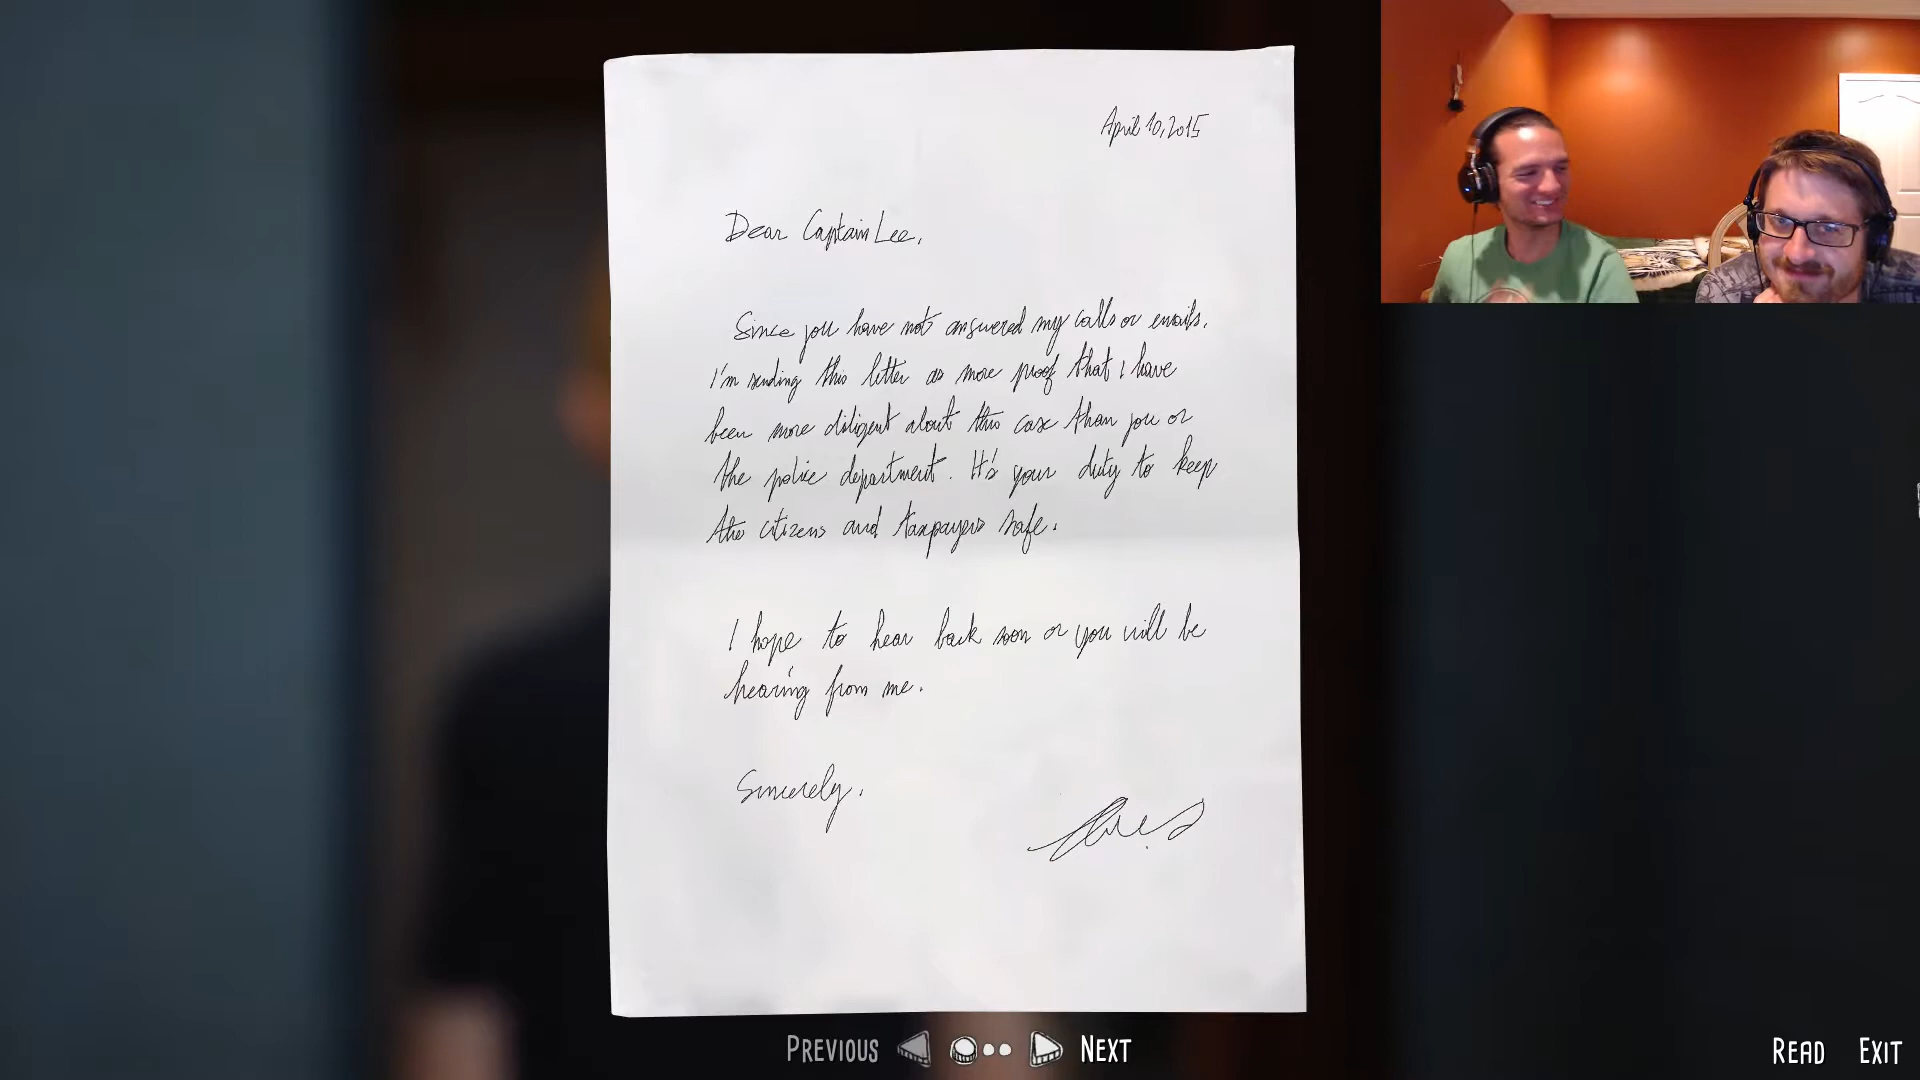 April 10, 2015
Dear Captain Lee,
Since you have not answered my calls or emails,
I'm sending this letter as more proof that I have
been more diligent about this case than you or
the police department. It's your duty to keep
the citizens and taxpayers safe.
I hope to hear back soon or you will be
hearing from me.
Sincerely,
PREVIOUS NEXT
READ EXIT